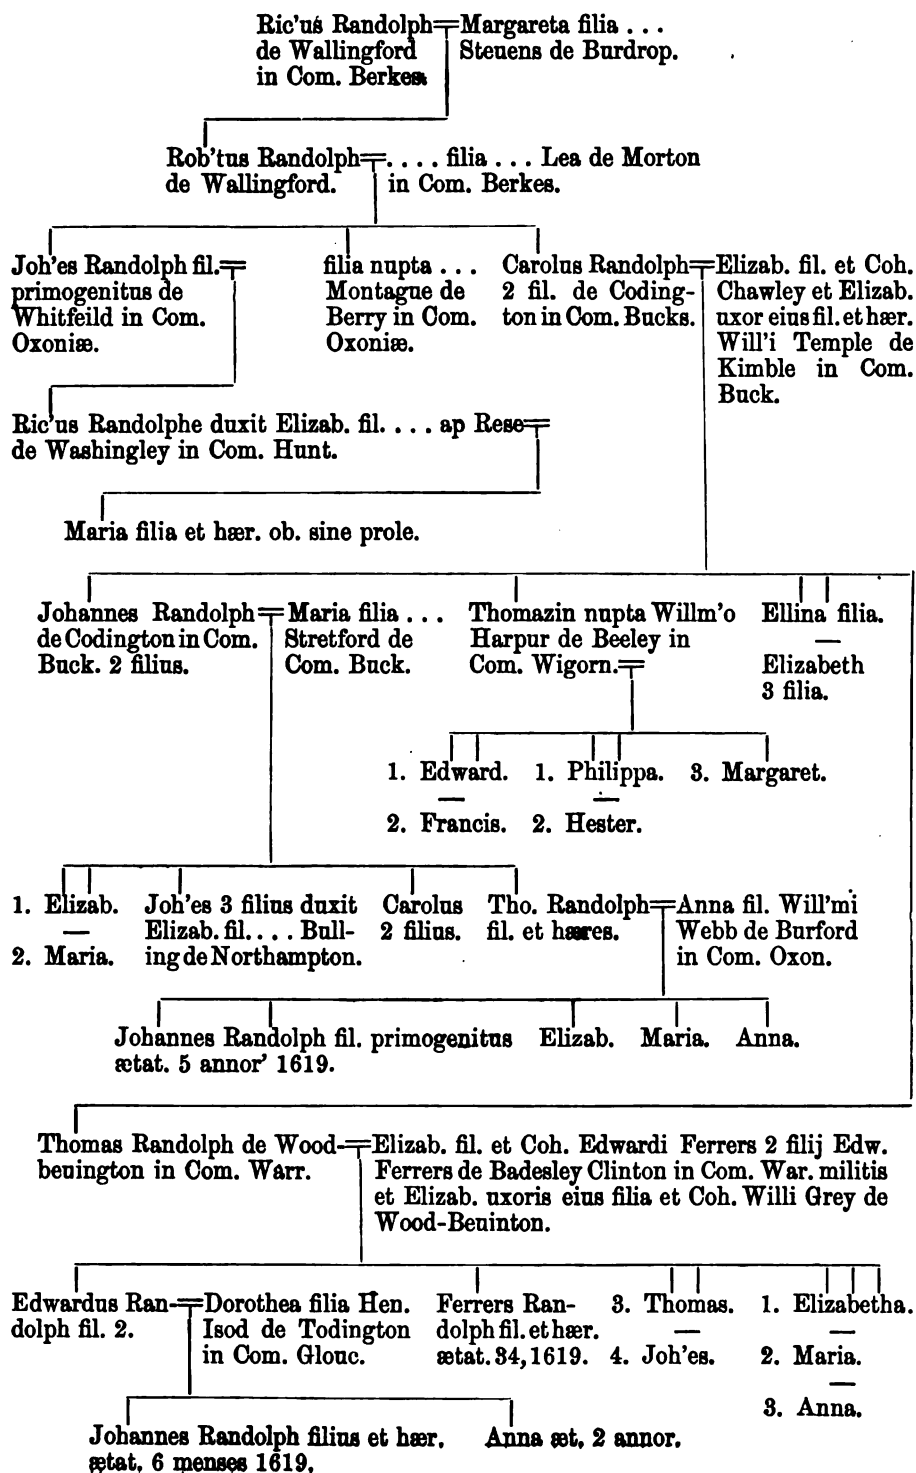 Ric'us Randolph=Margareta filia . . .
de Wallingford Steuens de Burdrop.
in Com. Berkes.
Rob'tus Randolph=. . . . filia . . . Lea de Morton
de Wallingford. in Com. Berkes.
Joh'es Randolph fil.=
primogenitus de
Whitfeild in Com.
Oxoniæ.
filia nupta . . .
Montague de
Berry in Com.
Oxoniæ.
Carolus Randolph=
2 fil. de Coding-
ton in Com. Bucks.
Elizab. fil. et Coh.
Chawley et Elizab.
uxor eius fil. et hær.
Will'i Temple de
Kimble in Com.
Buck.
Ric'us Randolphe duxit Elizab. fil. . . . ap Rese=
de Washingley in Com. Hunt.
Maria filia et hær. ob. sine prole.
Johannes Randolph=
de Codington in Com.
Buck. 2 filius.
Maria filia . . .
Stretford de
Com. Buck.
Thomazin nupta Willm'o
Harpur de Beeley in
Com. Wigorn.=
Ellina filia.
—
Elizabeth
3 filia.
1. Edward. 1. Philippa. 3. Margaret.
— —
2. Francis. 2. Hester.
1. Elizab.
—
2. Maria.
Joh'es 3 filius duxit
Elizab. fil. . . . Bull-
ing de Northampton.
Carolus
2 filius.
Tho. Randolph=
fil. et hæres.
Anna fil. Will'mi
Webb de Burford
in Com. Oxon.
Johannes Randolph fil. primogenitus Elizab. Maria. Anna.
ætat. 5 annor' 1619.
Thomas Randolph de Wood-=
beuington in Com. Warr.
Elizab. fil. et Coh. Edwardi Ferrers 2 filij Edw.
Ferrers de Badesley Clinton in Com. War. militis
et Elizab. uxoris eius filia et Coh. Willi Grey de
Wood-Beuinton.
Edwardus Ran-=
dolph fil. 2.
Dorothea filia Hen.
Isod de Todington
in Com. Glouc.
Ferrers Ran-
dolph fil. et hær.
ætat. 34, 1619.
3. Thomas.
—
4. Joh'es.
1. Elizabetha.
—
2. Maria.
—
3. Anna.
Johannes Randolph filius et hær. Anna æt. 2 annor.
ætat. 6 menses 1619.